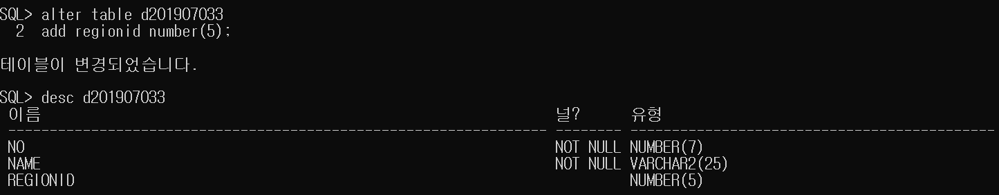 SQL> alter table d201907033
  2  add regionid number(5);
테이블이 변경되었습니다.
SQL> desc d201907033
이름 널? 유형
----------------------------------------------------------------- -------- --------------------------------------------
NO NOT NULL NUMBER(7)
NAME NOT NULL VARCHAR2(25)
REGIONID NUMBER(5)